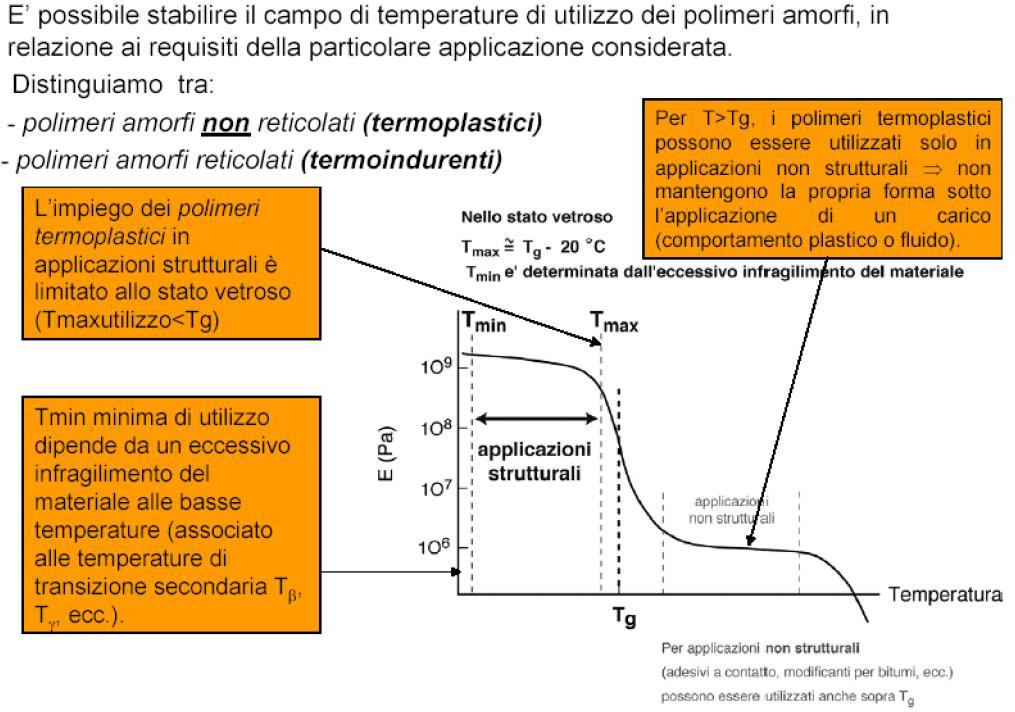 E' possibile stabilire il campo di temperature di utilizzo dei polimeri amorfi, in
relazione ai requisiti della particolare applicazione considerata.
Distinguiamo tra:
- polimeri amorfi non reticolati (termoplastici)
- polimeri amorfi reticolati (termoindurenti)
Per T>Tg, i polimeri termoplastici
possono essere utilizzati solo in
applicazioni non strutturali ⇒ non
mantengono la propria forma sotto
l'applicazione di un carico
(comportamento plastico o fluido).
L'impiego dei polimeri
termoplastici in
applicazioni strutturali è
limitato allo stato vetroso
(Tmaxutilizzo<Tg)
Nello stato vetroso
Tmax ≅ Tg - 20 °C
Tmin e' determinata dall'eccessivo infragilimento del materiale
Tmin
Tmax
10⁹
10⁸
10⁷
10⁶
E (Pa)
applicazioni
strutturali
applicazioni
non strutturali
Temperatura
Tg
Tmin minima di utilizzo
dipende da un eccessivo
infragilimento del
materiale alle basse
temperature (associato
alle temperature di
transizione secondaria Tβ,
Tγ, ecc.).
Per applicazioni non strutturali
(adesivi a contatto, modificanti per bitumi, ecc.)
possono essere utilizzati anche sopra Tg